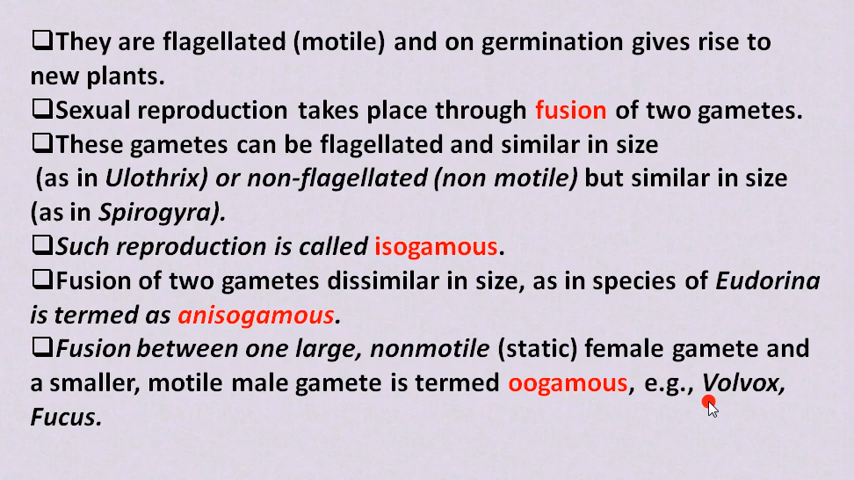 ❑They are flagellated (motile) and on germination gives rise to
new plants.
❑Sexual reproduction takes place through fusion of two gametes.
❑These gametes can be flagellated and similar in size
(as in Ulothrix) or non-flagellated (non motile) but similar in size
(as in Spirogyra).
❑Such reproduction is called isogamous.
❑Fusion of two gametes dissimilar in size, as in species of Eudorina
is termed as anisogamous.
❑Fusion between one large, nonmotile (static) female gamete and
a smaller, motile male gamete is termed oogamous, e.g., Volvox,
Fucus.